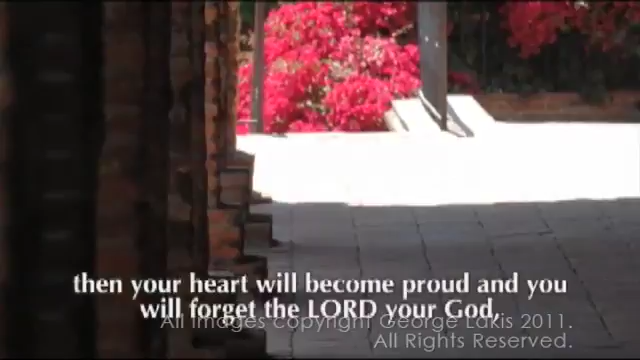 then your heart will become proud and you
will forget the LORD your God,
All images copyright George Lakis 2011.
All Rights Reserved.